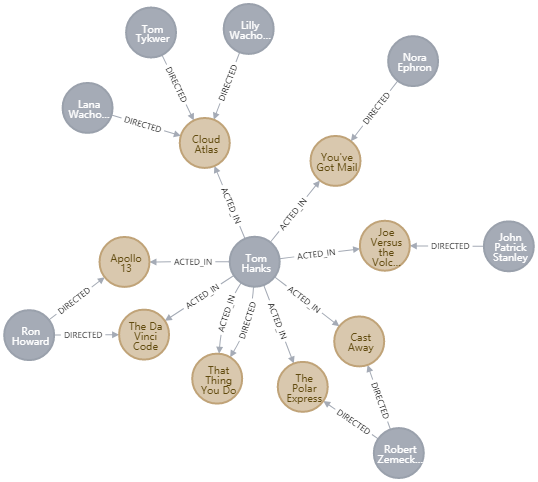 Tom
Tykwer
Lilly
Wacho...
Nora
Ephron
Lana
Wacho...
DIRECTED
DIRECTED
DIRECTED
DIRECTED
Cloud
Atlas
You've
Got Mail
ACTED_IN
ACTED_IN
Joe
Versus
the
Volc...
DIRECTED
John
Patrick
Stanley
Apollo
13
ACTED_IN
Tom
Hanks
ACTED_IN
DIRECTED
ACTED_IN
ACTED_IN
DIRECTED
ACTED_IN
ACTED_IN
Ron
Howard
DIRECTED
The Da
Vinci
Code
Cast
Away
That
Thing
You Do
The
Polar
Express
DIRECTED
DIRECTED
Robert
Zemeck...